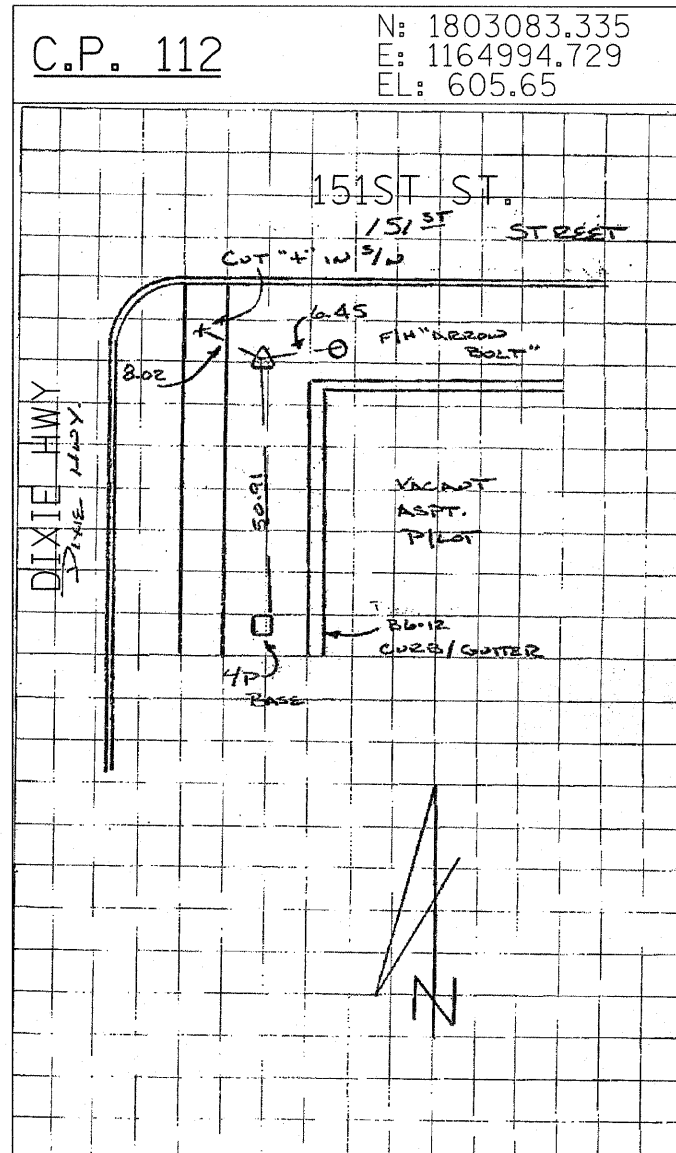 C.P. 112
N: 1803083.335
E: 1164994.729
EL: 605.65
151ST ST.
151ST STREET
CUT "+" IN S/W
6.45
F/H "ARROW
BOLT"
8.02
DIXIE HWY
DIXIE HWY.
50.91
VACANT
ASPT.
P/LOT
B6-12
CURB/GUTTER
BASE
N